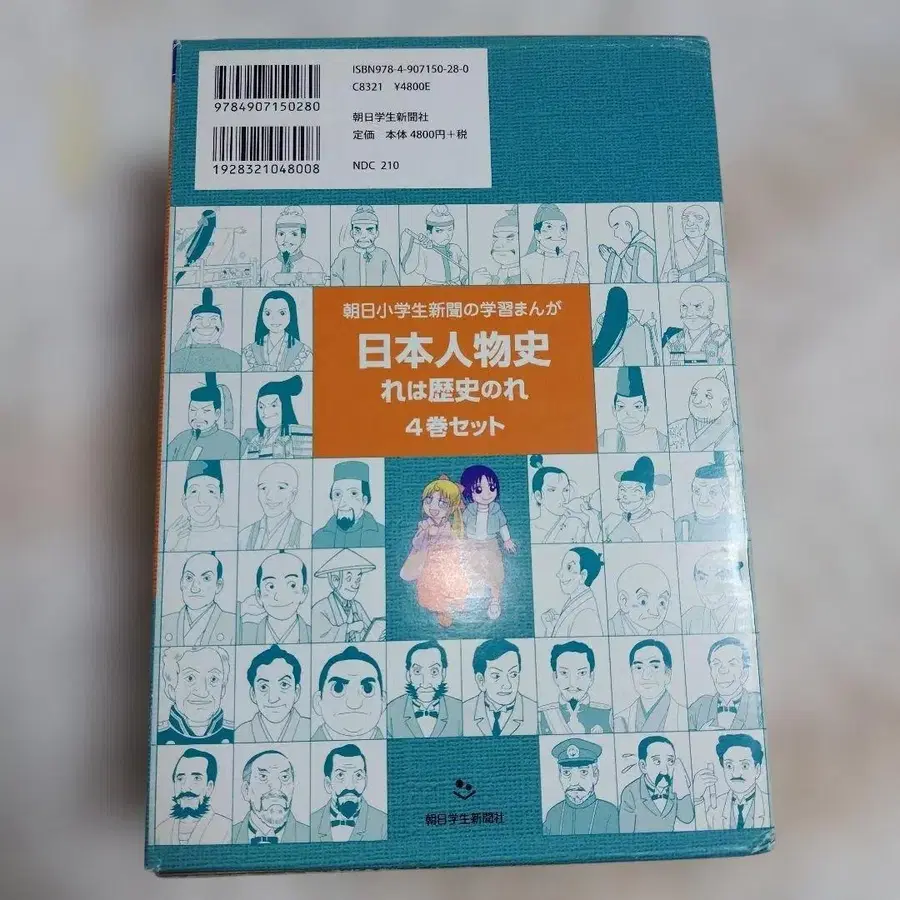 ISBN978-4-907150-28-0
C8321 ¥4800E
9784907150280
朝日学生新聞社
定価 本体 4800円+税
1928321048008
NDC 210
朝日小学生新聞の学習まんが
日本人物史
れは歴史のれ
4巻セット
朝日学生新聞社